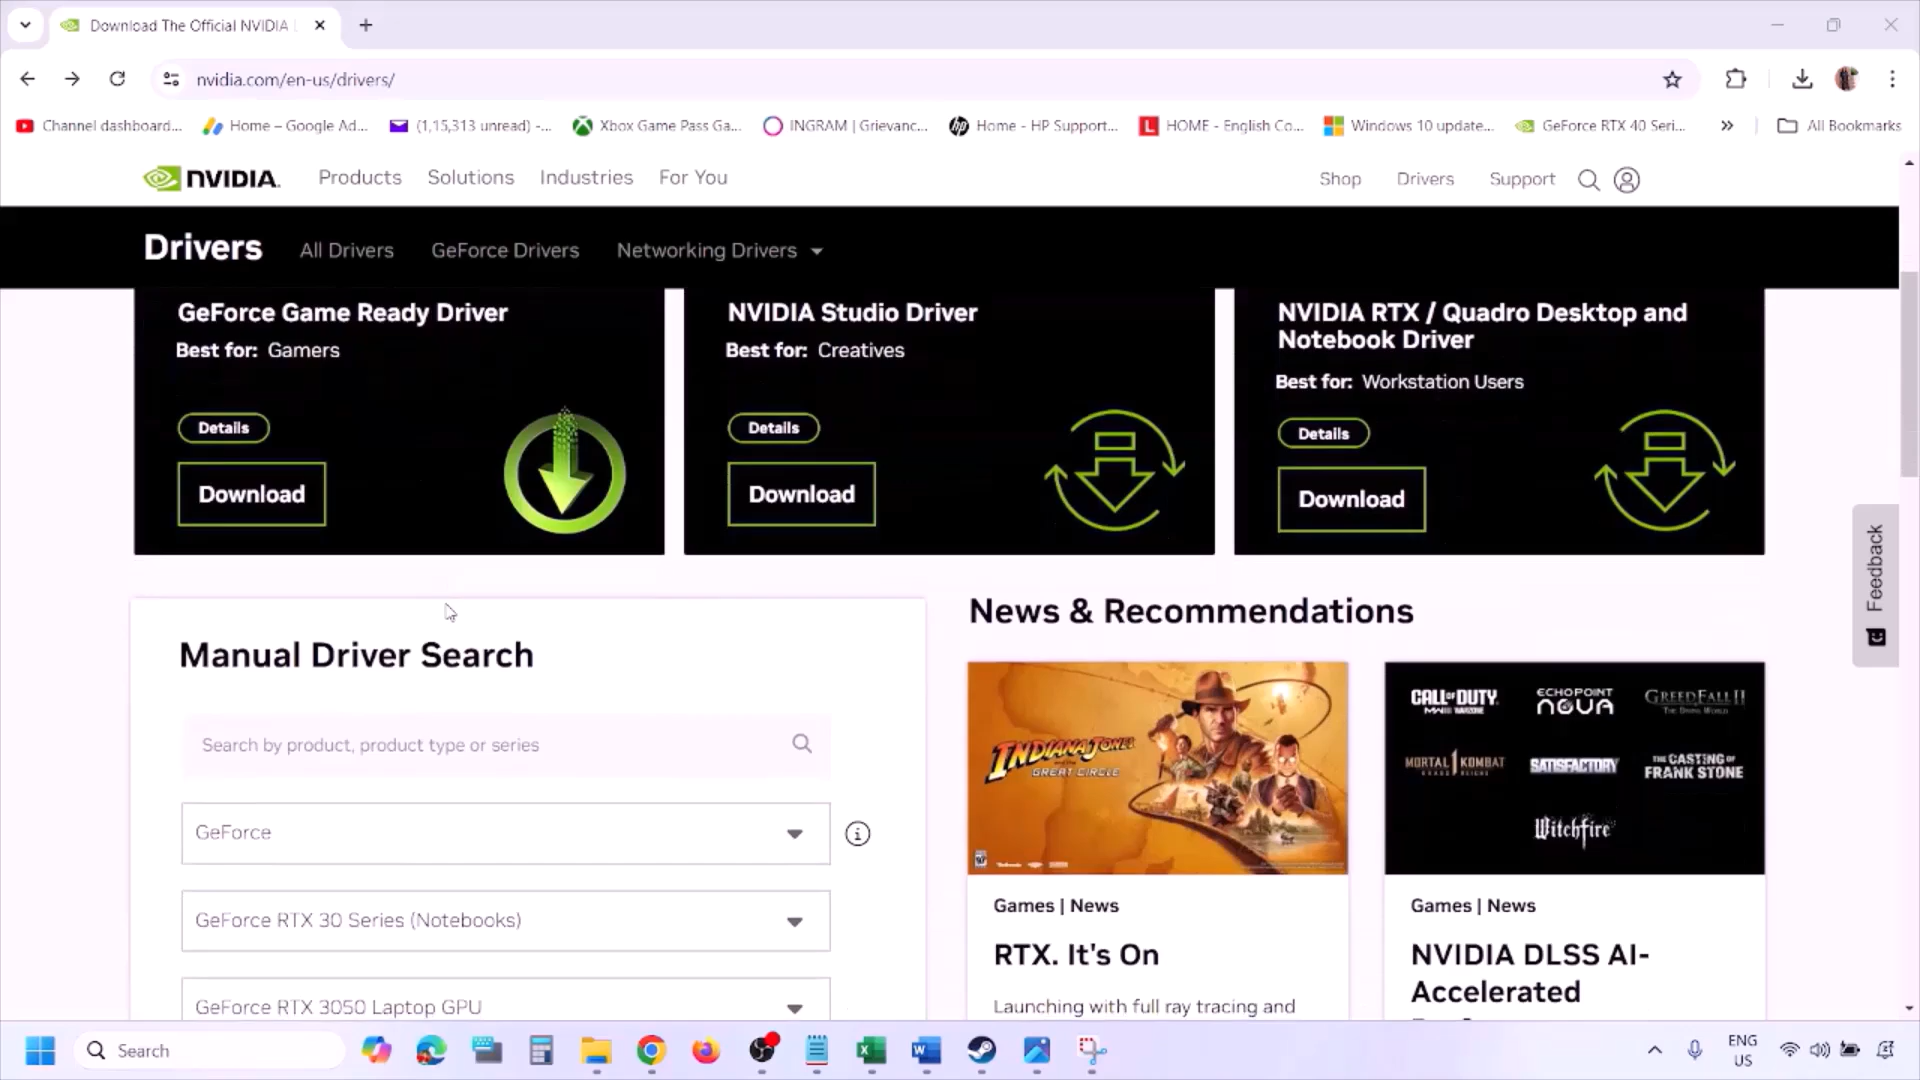 Download The Official NVIDIA
nvidia.com/en-us/drivers/
Channel dashboard...
Home – Google Ad...
(1,15,313 unread) -...
Xbox Game Pass Ga...
INGRAM | Grievanc...
Home - HP Support...
HOME - English Co...
Windows 10 update...
GeForce RTX 40 Seri...
All Bookmarks
NVIDIA.
Products
Solutions
Industries
For You
Shop
Drivers
Support
Drivers
All Drivers
GeForce Drivers
Networking Drivers
GeForce Game Ready Driver
Best for: Gamers
Details
Download
NVIDIA Studio Driver
Best for: Creatives
Details
Download
NVIDIA RTX / Quadro Desktop and
Notebook Driver
Best for: Workstation Users
Details
Download
Feedback
Manual Driver Search
Search by product, product type or series
GeForce
GeForce RTX 30 Series (Notebooks)
GeForce RTX 3050 Laptop GPU
News & Recommendations
INDIANA JONES
GREAT CIRCLE
Games | News
RTX. It's On
Launching with full ray tracing and
CALL OF DUTY
ECHOPOINT
NOVA
GREEDFALL II
MORTAL KOMBAT 1
SATISFACTORY
THE CASTING OF
FRANK STONE
Witchfire
Games | News
NVIDIA DLSS AI-
Accelerated
Search
ENG
US